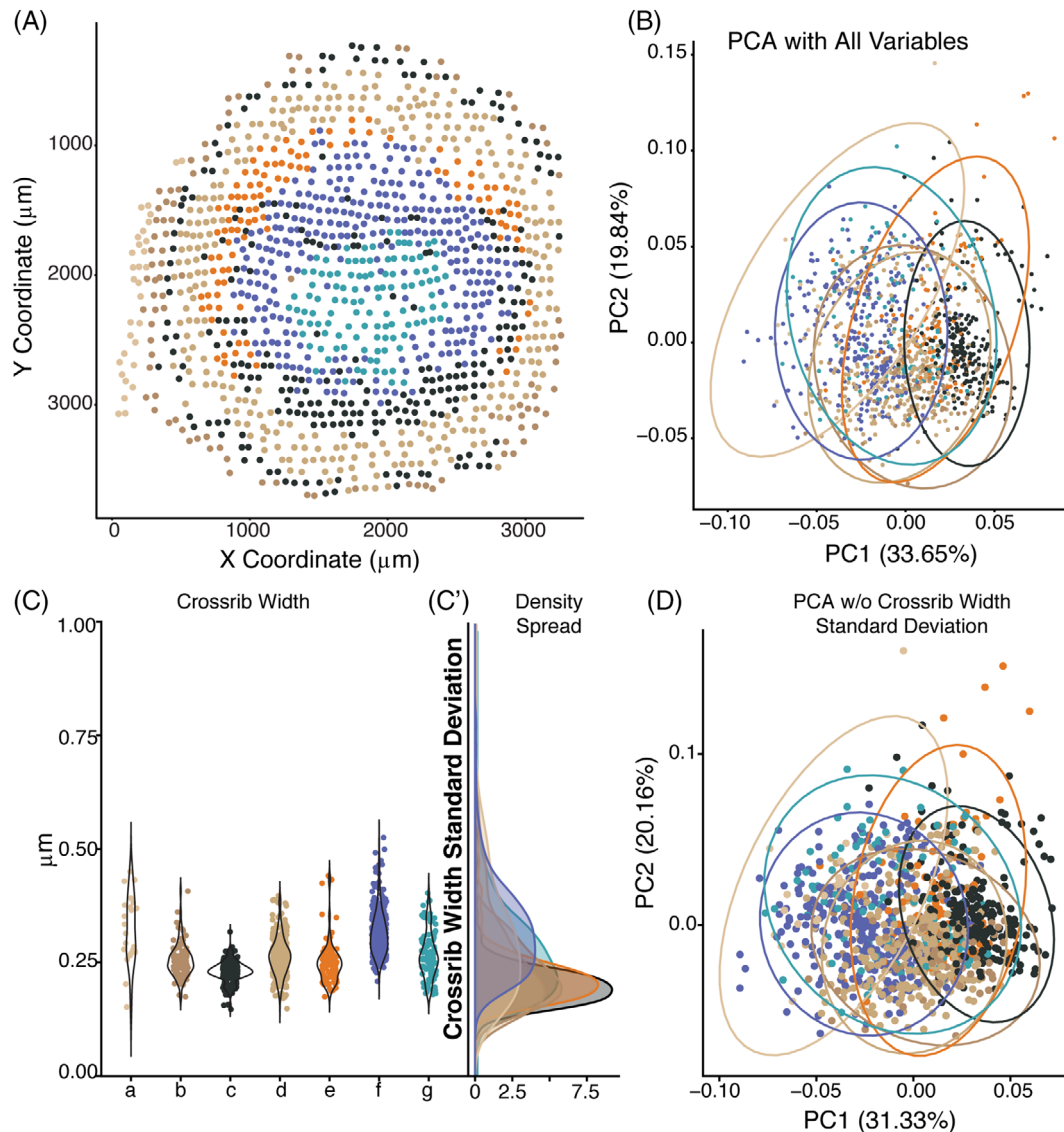 (A)
1000
2000
3000
Y Coordinate (μm)
0
1000
2000
3000
X Coordinate (μm)
(B)
PCA with All Variables
0.15
0.10
0.05
0.00
−0.05
PC2 (19.84%)
−0.10
−0.05
0.00
0.05
PC1 (33.65%)
(C)
Crossrib Width
1.00
0.75
0.50
0.25
0.00
μm
a
b
c
d
e
f
g
(C')
Density
Spread
Crossrib Width Standard Deviation
0
2.5
7.5
(D)
PCA w/o Crossrib Width
Standard Deviation
0.1
0.0
PC2 (20.16%)
−0.10
−0.05
0.00
0.05
PC1 (31.33%)